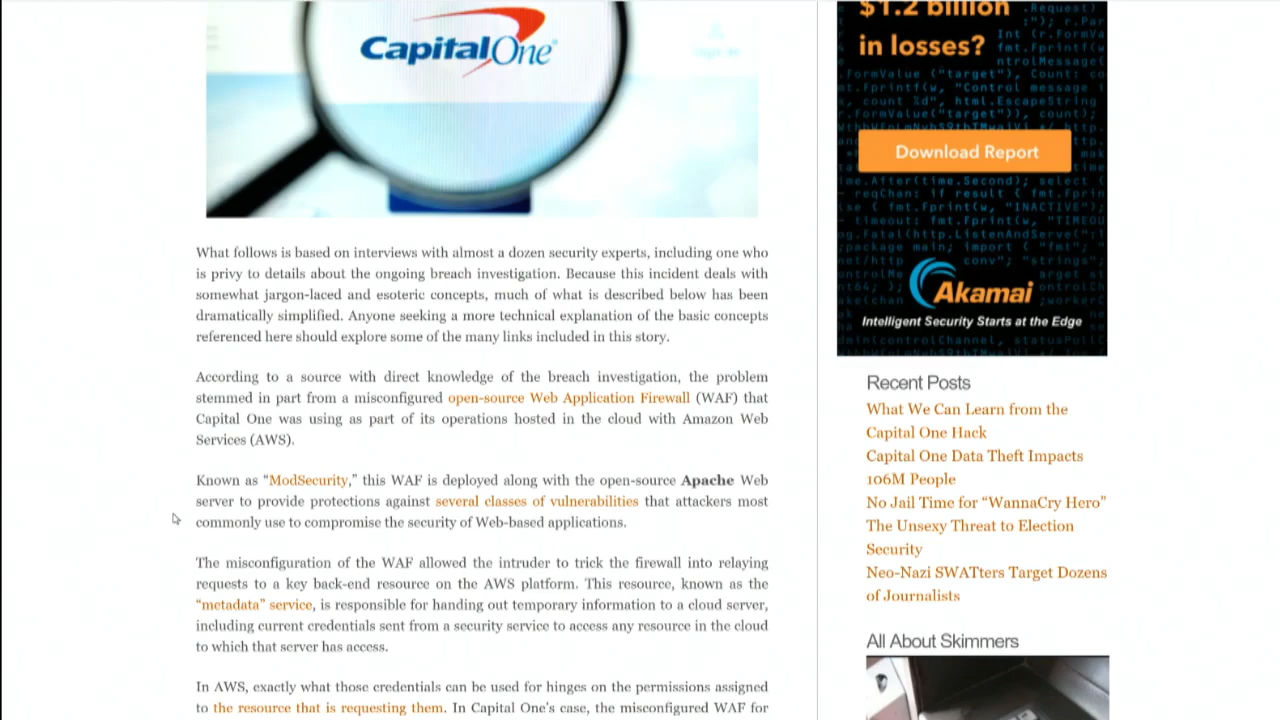 CapitalOne®
What follows is based on interviews with almost a dozen security experts, including one who
is privy to details about the ongoing breach investigation. Because this incident deals with
somewhat jargon-laced and esoteric concepts, much of what is described below has been
dramatically simplified. Anyone seeking a more technical explanation of the basic concepts
referenced here should explore some of the many links included in this story.
According to a source with direct knowledge of the breach investigation, the problem
stemmed in part from a misconfigured open-source Web Application Firewall (WAF) that
Capital One was using as part of its operations hosted in the cloud with Amazon Web
Services (AWS).
Known as “ModSecurity,” this WAF is deployed along with the open-source Apache Web
server to provide protections against several classes of vulnerabilities that attackers most
commonly use to compromise the security of Web-based applications.
The misconfiguration of the WAF allowed the intruder to trick the firewall into relaying
requests to a key back-end resource on the AWS platform. This resource, known as the
“metadata” service, is responsible for handing out temporary information to a cloud server,
including current credentials sent from a security service to access any resource in the cloud
to which that server has access.
In AWS, exactly what those credentials can be used for hinges on the permissions assigned
to the resource that is requesting them. In Capital One’s case, the misconfigured WAF for
$1.2 billion
in losses?
Download Report
Akamai
Intelligent Security Starts at the Edge
Recent Posts
What We Can Learn from the
Capital One Hack
Capital One Data Theft Impacts
106M People
No Jail Time for “WannaCry Hero”
The Unsexy Threat to Election
Security
Neo-Nazi SWATters Target Dozens
of Journalists
All About Skimmers